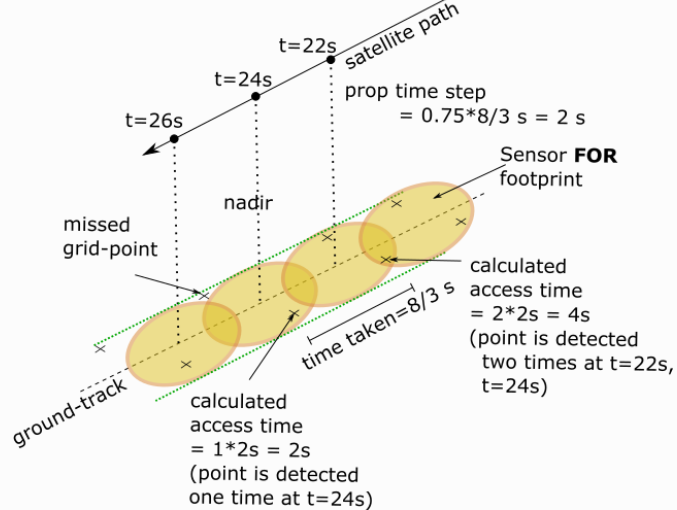 satellite path
t=22s
t=24s
t=26s
prop time step
= 0.75*8/3 s = 2 s
Sensor FOR
footprint
nadir
missed
grid-point
calculated
access time
= 2*2s = 4s
(point is detected
two times at t=22s,
t=24s)
time taken=8/3 s
ground-track
calculated
access time
= 1*2s = 2s
(point is detected
one time at t=24s)